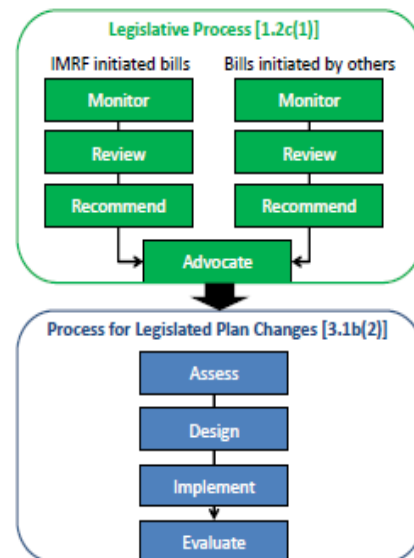 Legislative Process [1.2c(1)]
IMRF initiated bills Bills initiated by others
Monitor Monitor
Review Review
Recommend Recommend
Advocate
Process for Legislated Plan Changes [3.1b(2)]
Assess
Design
Implement
Evaluate